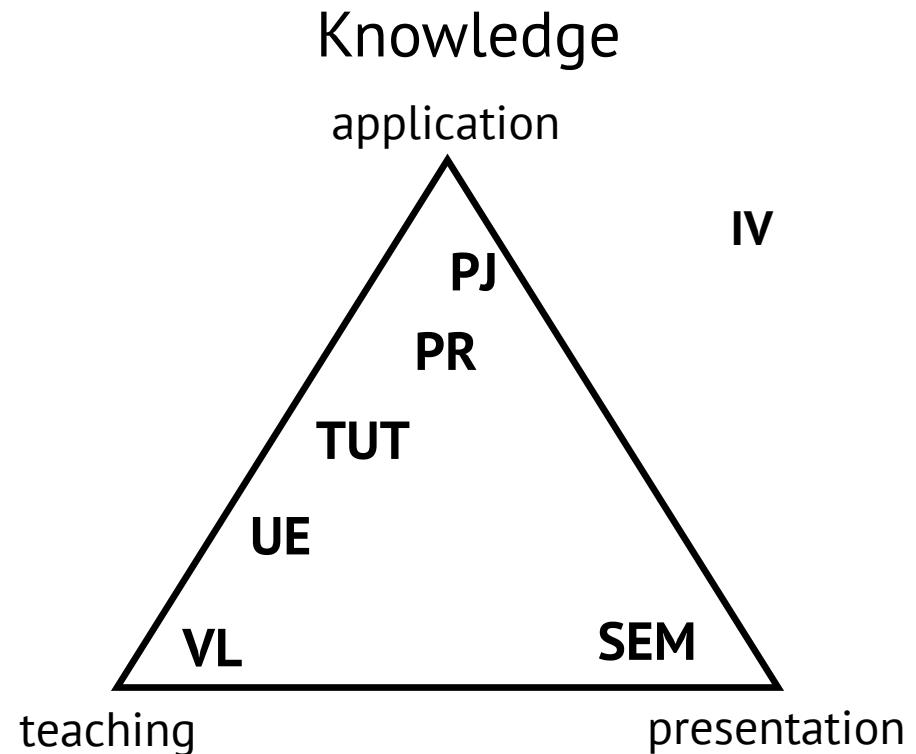 Knowledge
application
IV
PJ
PR
TUT
UE
VL
SEM
teaching
presentation